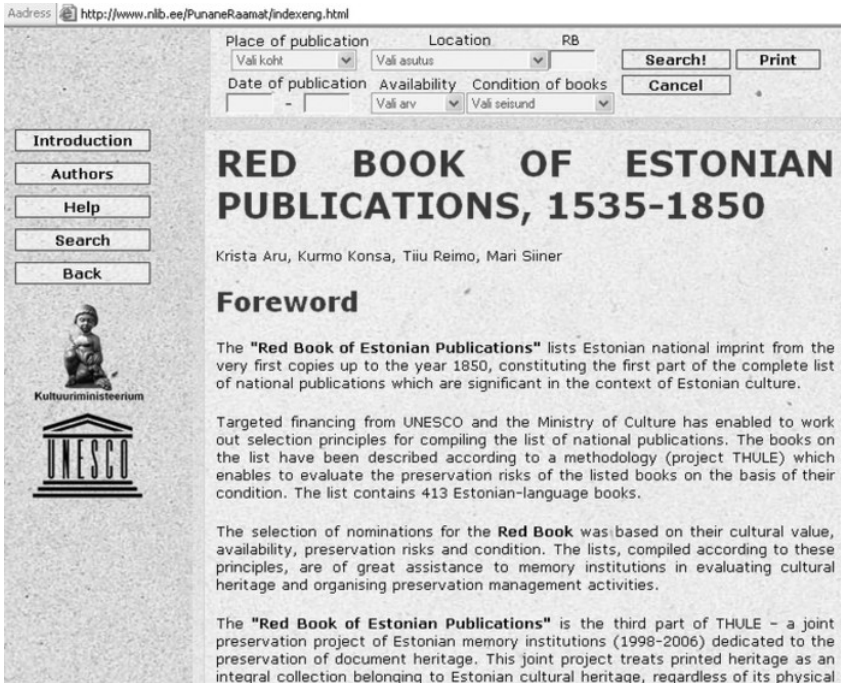 Aadress http://www.nlib.ee/PunaneRaamat/indexeng.html
Place of publication Location RB
Vali koht Vali asutus Search! Print
Date of publication Availability Condition of books Cancel
- Vali arv Vali seisund
Introduction
Authors
Help
Search
Back
Kultuuriministeerium
UNESCO
RED BOOK OF ESTONIAN
PUBLICATIONS, 1535-1850
Krista Aru, Kurmo Konsa, Tiiu Reimo, Mari Siiner
Foreword
The "Red Book of Estonian Publications" lists Estonian national imprint from the
very first copies up to the year 1850, constituting the first part of the complete list
of national publications which are significant in the context of Estonian culture.
Targeted financing from UNESCO and the Ministry of Culture has enabled to work
out selection principles for compiling the list of national publications. The books on
the list have been described according to a methodology (project THULE) which
enables to evaluate the preservation risks of the listed books on the basis of their
condition. The list contains 413 Estonian-language books.
The selection of nominations for the Red Book was based on their cultural value,
availability, preservation risks and condition. The lists, compiled according to these
principles, are of great assistance to memory institutions in evaluating cultural
heritage and organising preservation management activities.
The "Red Book of Estonian Publications" is the third part of THULE – a joint
preservation project of Estonian memory institutions (1998-2006) dedicated to the
preservation of document heritage. This joint project treats printed heritage as an
integral collection belonging to Estonian cultural heritage, regardless of its physical